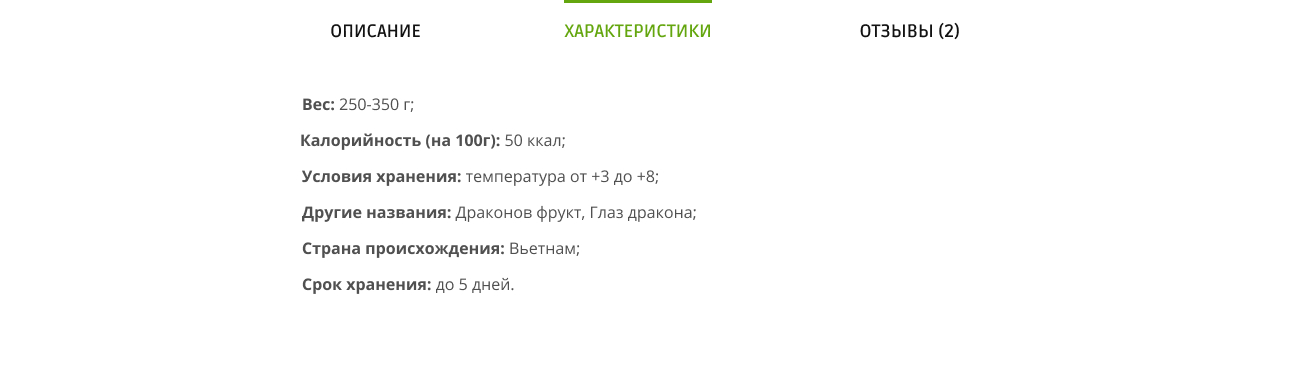 ОПИСАНИЕ ХАРАКТЕРИСТИКИ ОТЗЫВЫ (2)
Вес: 250-350 г;
Калорийность (на 100г): 50 ккал;
Условия хранения: температура от +3 до +8;
Другие названия: Драконов фрукт, Глаз дракона;
Страна происхождения: Вьетнам;
Срок хранения: до 5 дней.